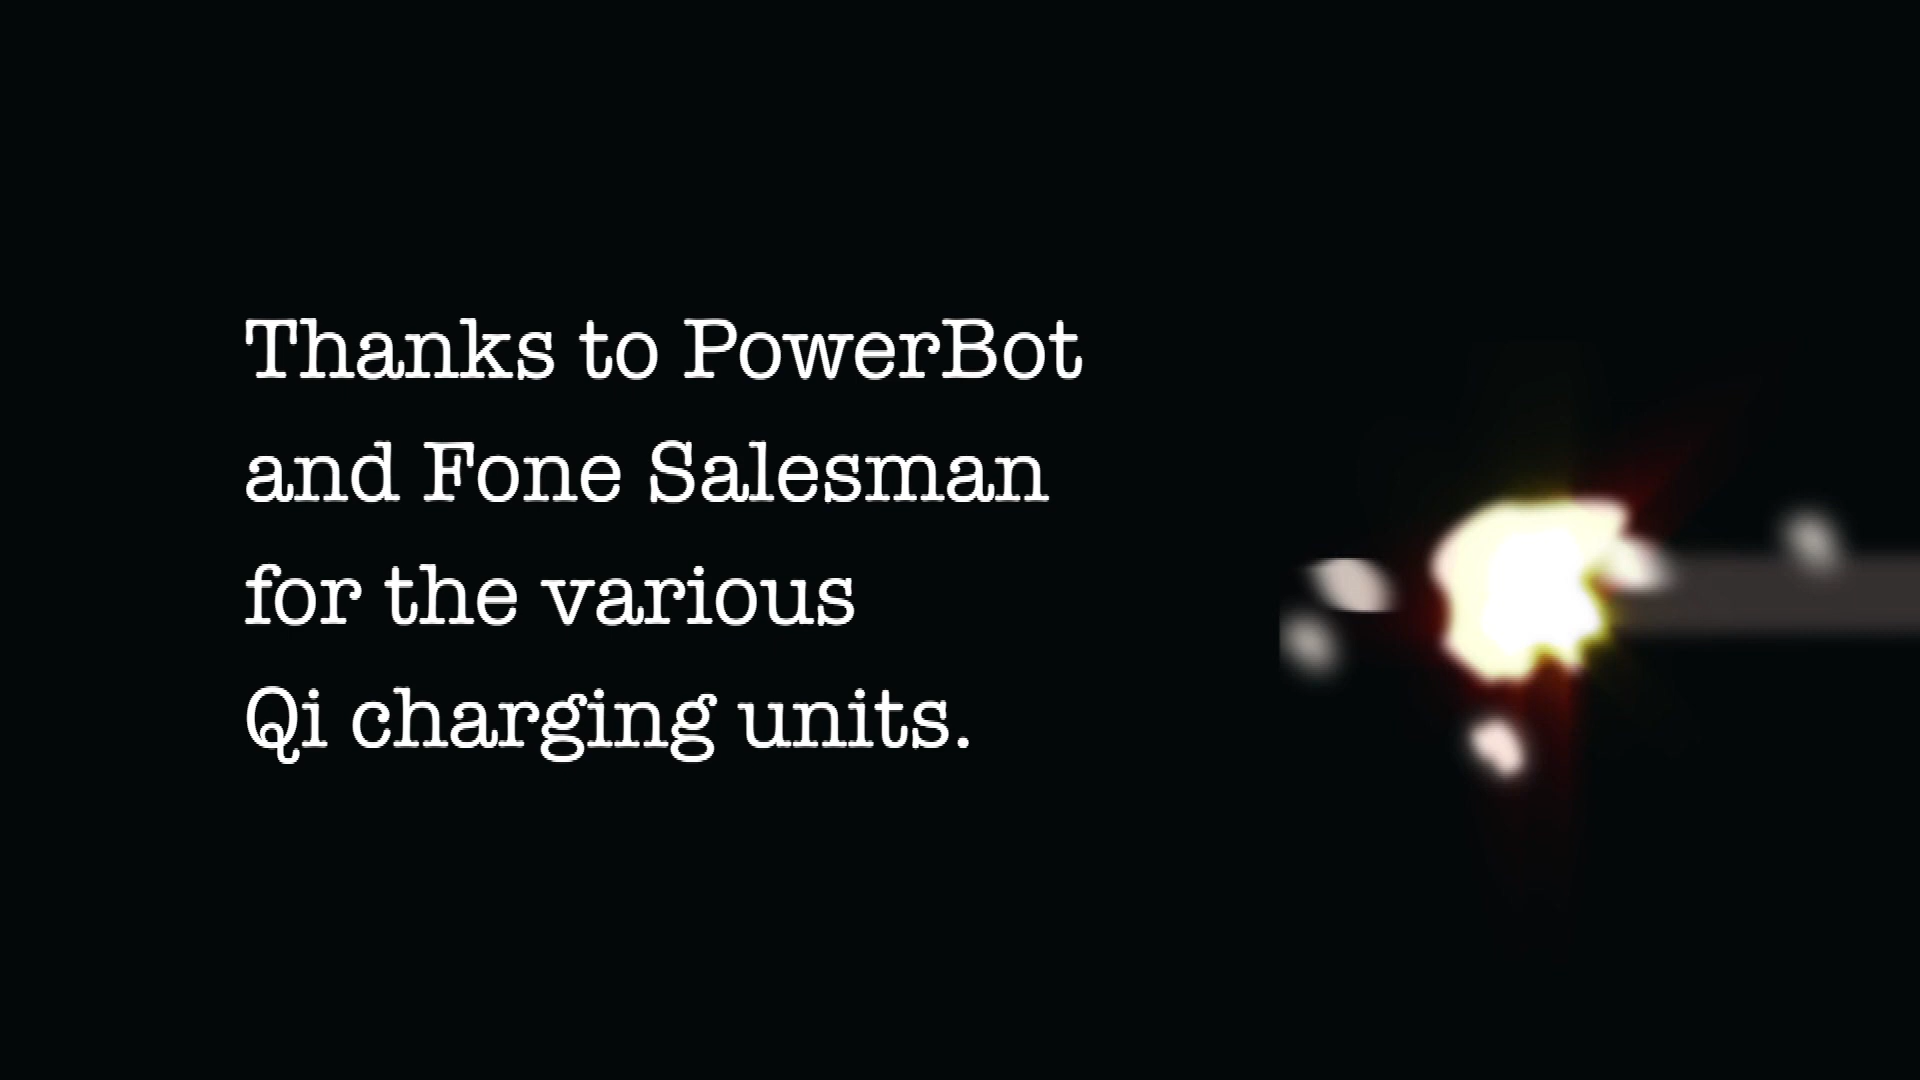 Thanks to PowerBot
and Fone Salesman
for the various
Qi charging units.